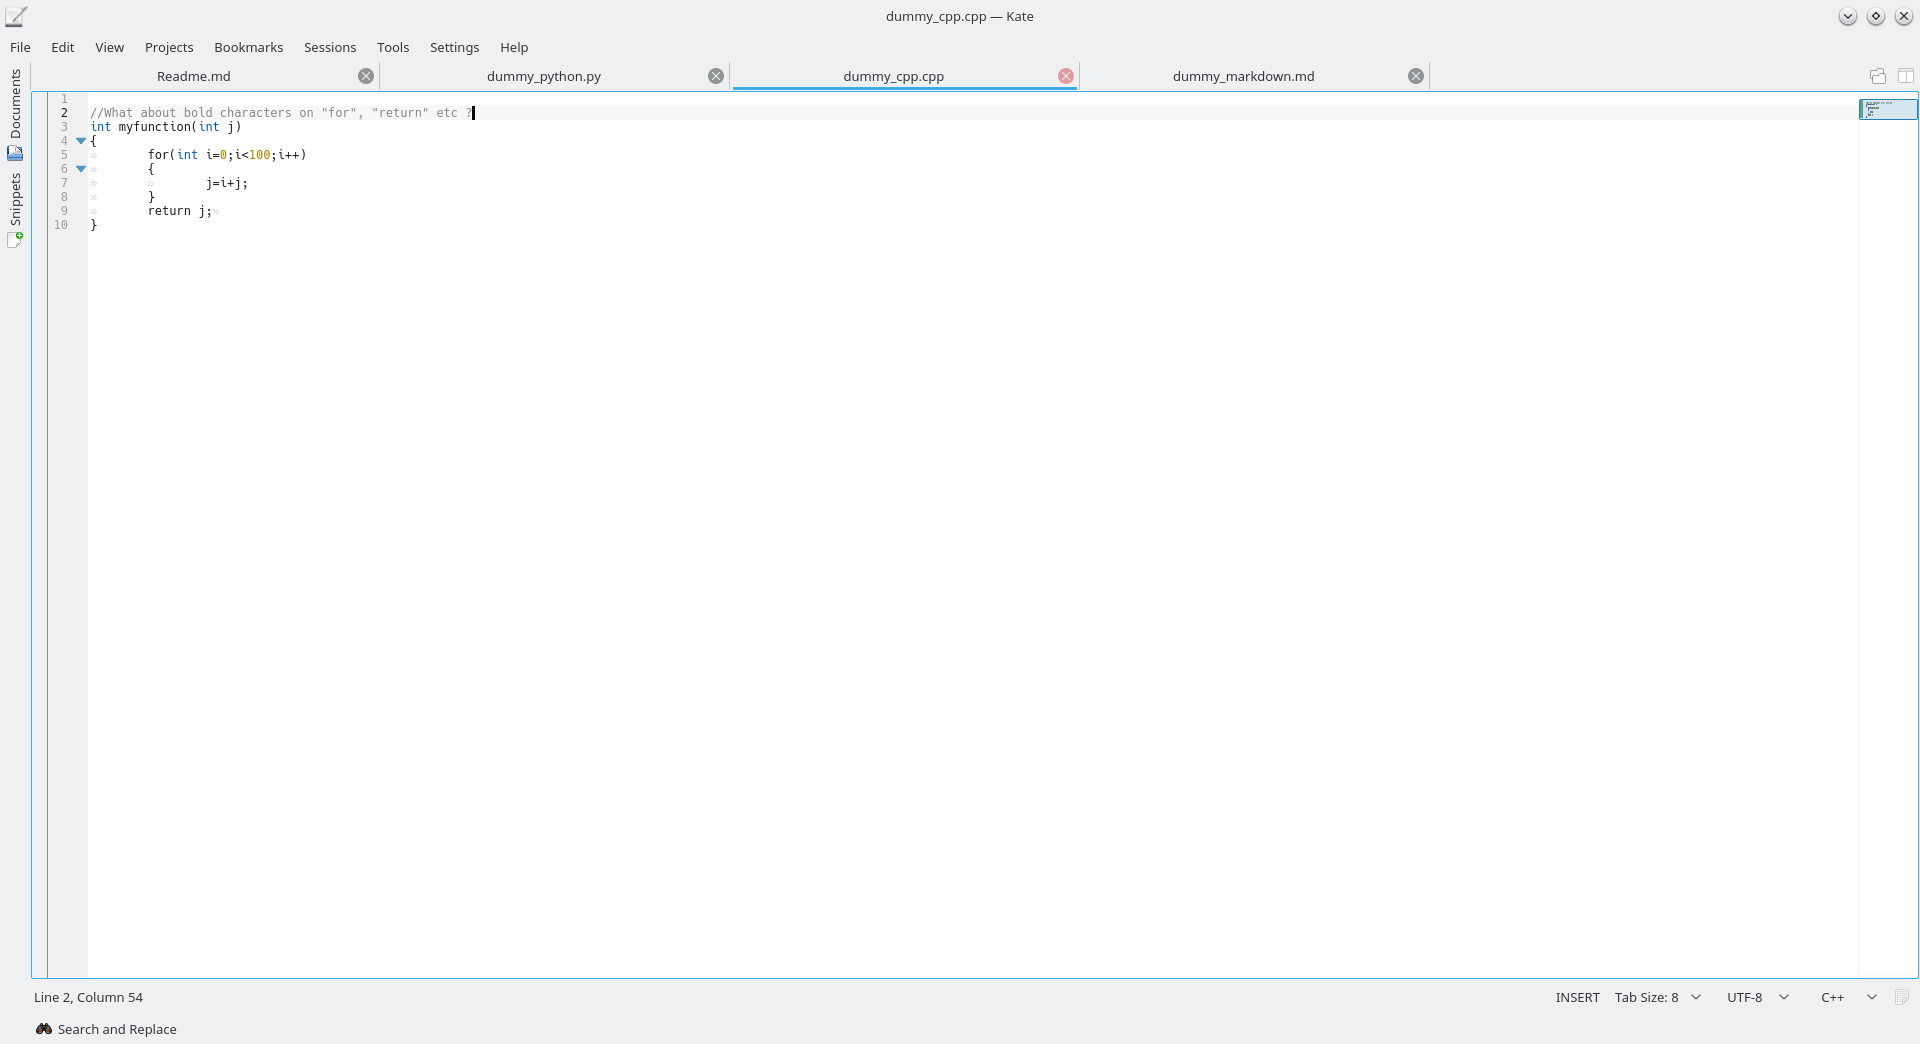 dummy_cpp.cpp — Kate
File Edit View Projects Bookmarks Sessions Tools Settings Help
Readme.md dummy_python.py dummy_cpp.cpp dummy_markdown.md
Documents
Snippets
1
2 //What about bold characters on "for", "return" etc ?
3 int myfunction(int j)
4 {
5 » for(int i=0;i<100;i++)
6 » {
7 » » j=i+j;
8 » }
9 » return j;»
10 }
Line 2, Column 54 INSERT Tab Size: 8 UTF-8 C++
Search and Replace